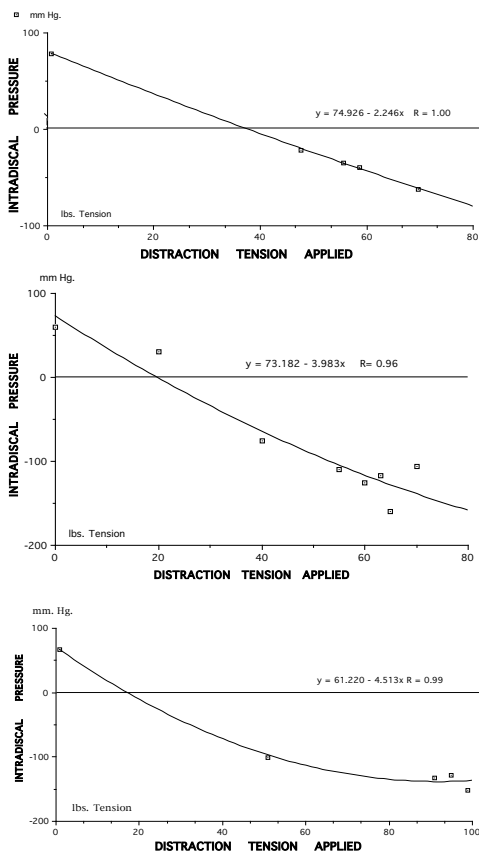 mm Hg.
100
0
-100
INTRADISCAL PRESSURE
y = 74.926 - 2.246x R = 1.00
lbs. Tension
0 20 40 60 80
DISTRACTION TENSION APPLIED
mm Hg.
100
0
-100
-200
INTRADISCAL PRESSURE
y = 73.182 - 3.983x R= 0.96
lbs. Tension
0 20 40 60 80
DISTRACTION TENSION APPLIED
mm. Hg.
100
0
-100
-200
INTRADISCAL PRESSURE
y = 61.220 - 4.513x R = 0.99
lbs. Tension
0 20 40 60 80 100
DISTRACTION TENSION APPLIED